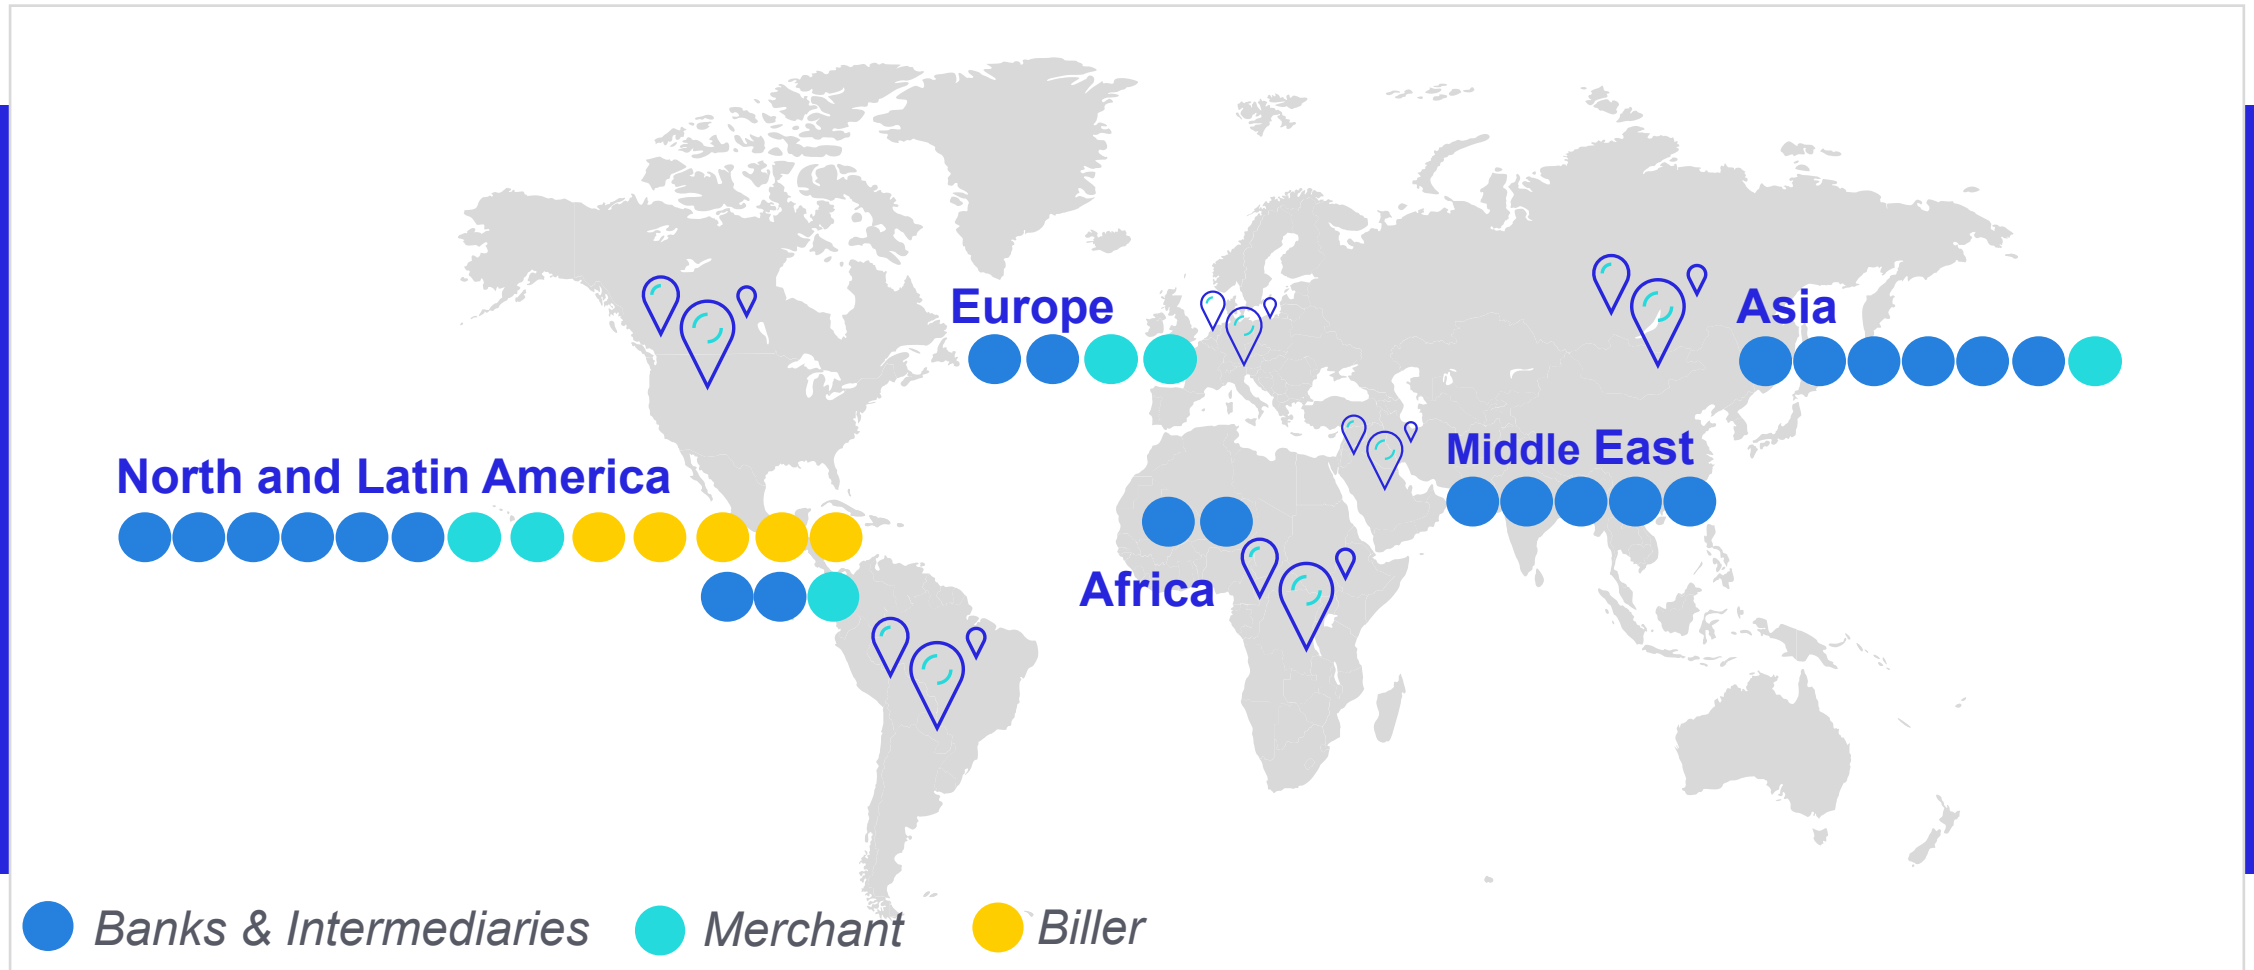 Europe
Asia
Middle East
North and Latin America
Africa
Banks & Intermediaries
Merchant
Biller